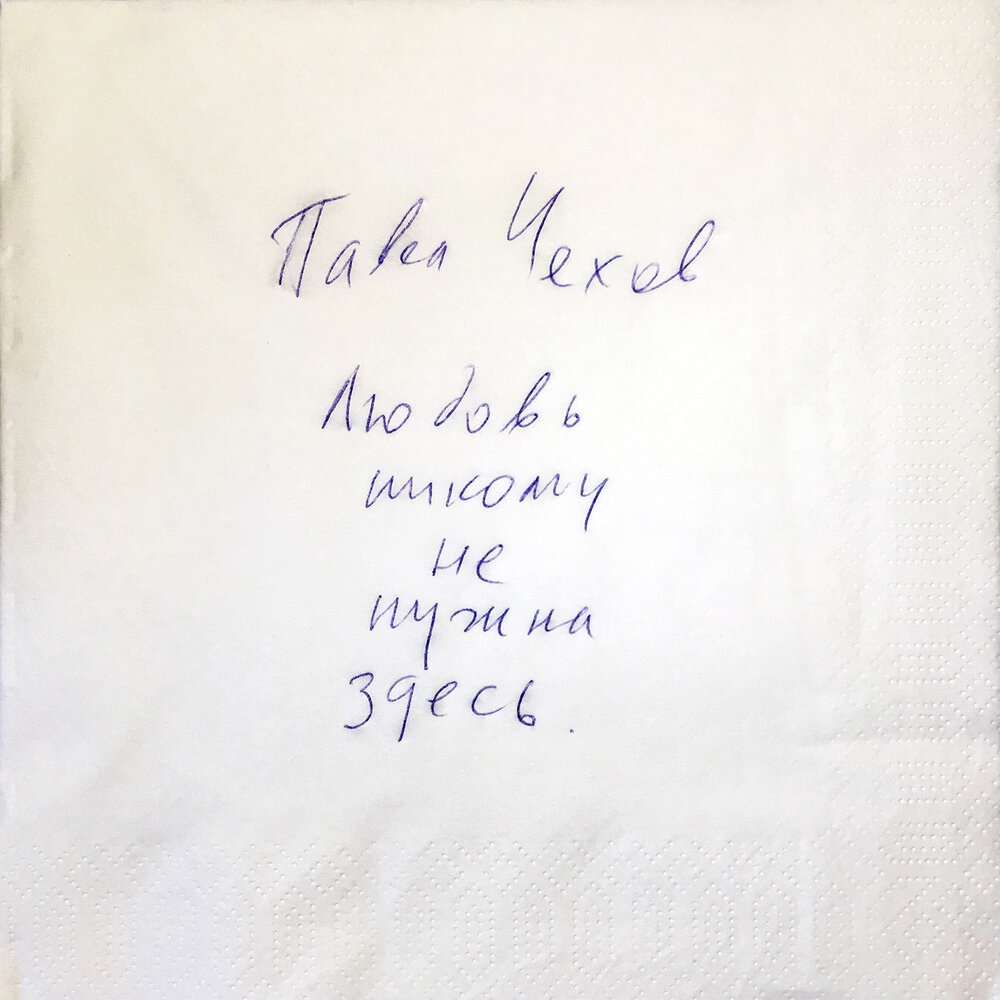 Павел Чехов
Любовь
никому
не
нужна
здесь.